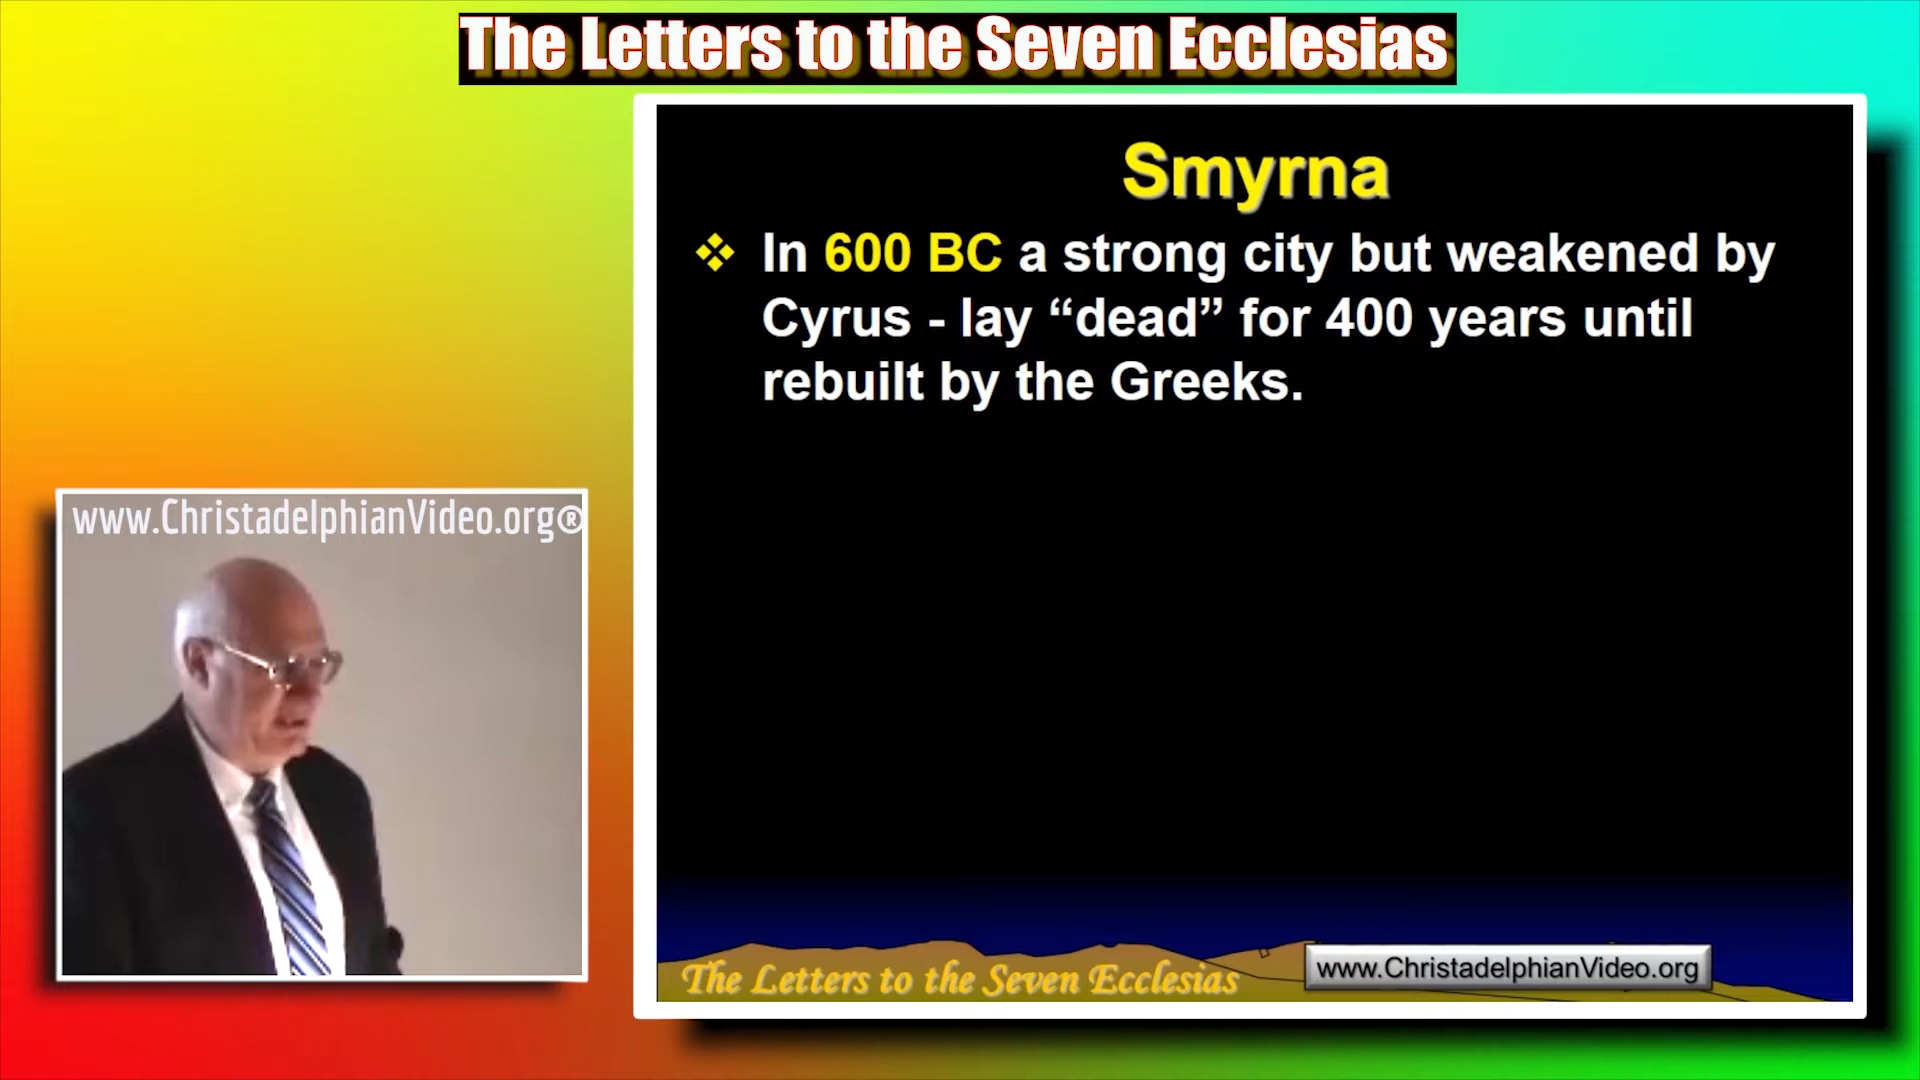 The Letters to the Seven Ecclesias
Smyrna
In 600 BC a strong city but weakened by
Cyrus - lay “dead” for 400 years until
rebuilt by the Greeks.
www.ChristadelphianVideo.org®
The Letters to the Seven Ecclesias
www.ChristadelphianVideo.org